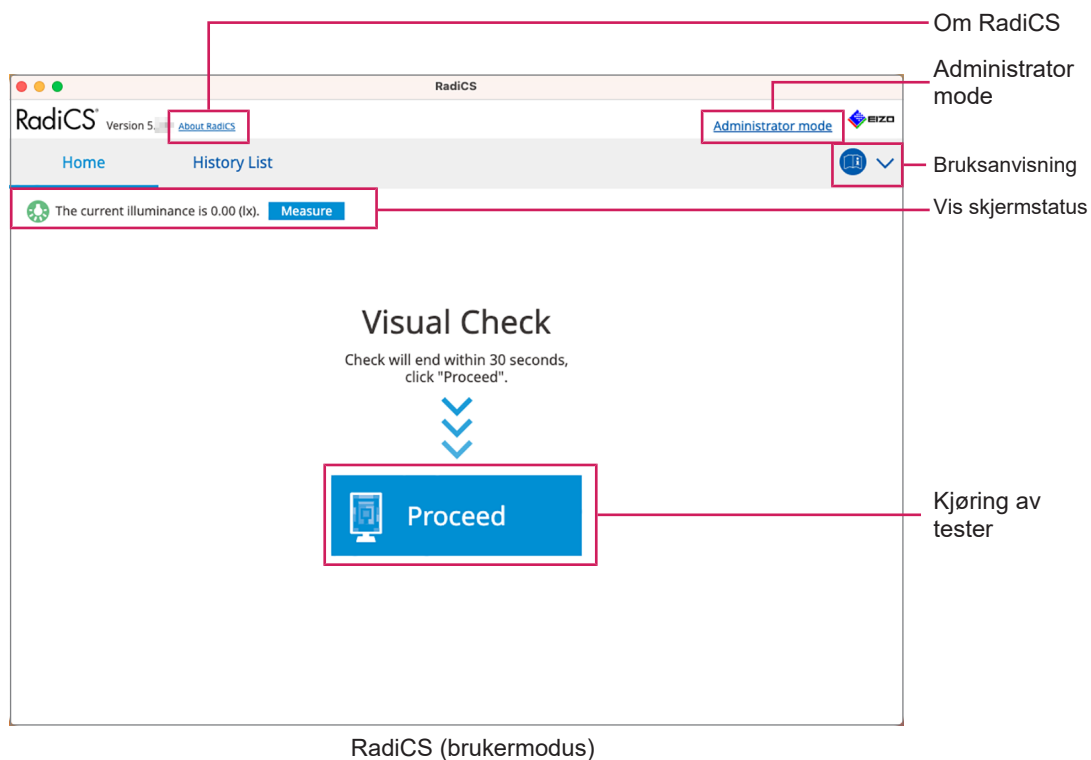 Om RadiCS
Administrator
mode
RadiCS
RadiCS® Version 5. About RadiCS
Administrator mode EIZO
Home History List
Bruksanvisning
The current illuminance is 0.00 (lx). Measure
Vis skjermstatus
Visual Check
Check will end within 30 seconds,
click "Proceed".
Proceed
Kjøring av
tester
RadiCS (brukermodus)